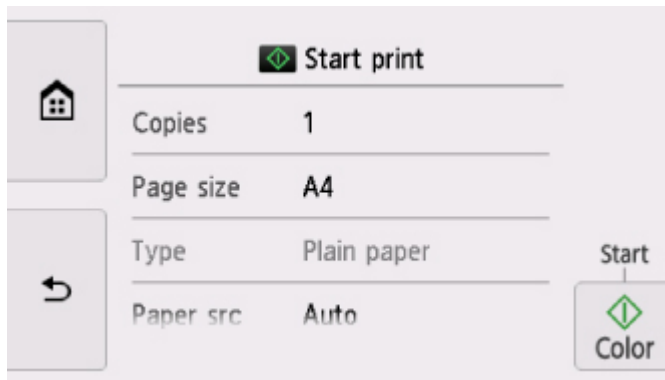 Start print
Copies 1
Page size A4
Type Plain paper
Paper src Auto
Start
Color